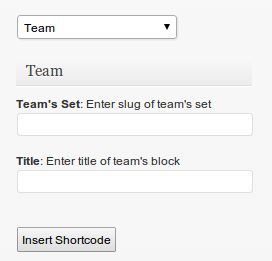 Team
Team
Team's Set: Enter slug of team's set
Title: Enter title of team's block
Insert Shortcode